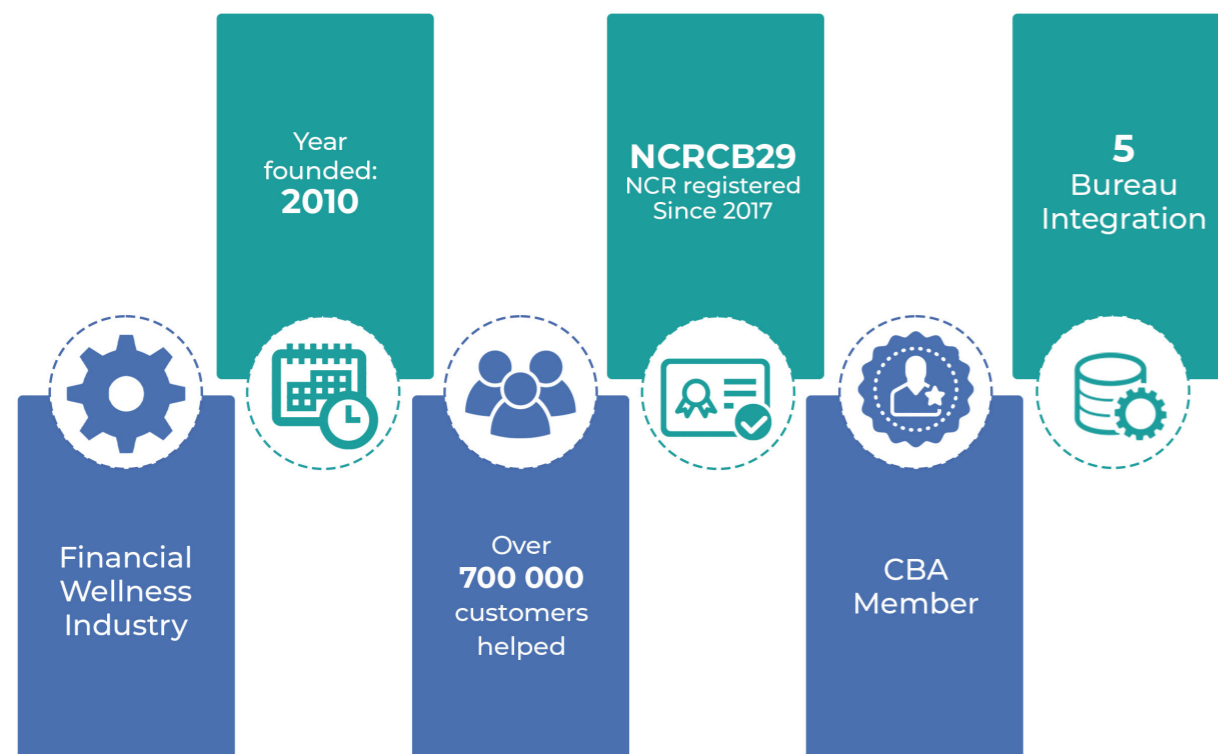 Financial
Wellness
Industry
Year
founded:
2010
Over
700 000
customers
helped
NCRCB29
NCR registered
Since 2017
CBA
Member
5
Bureau
Integration